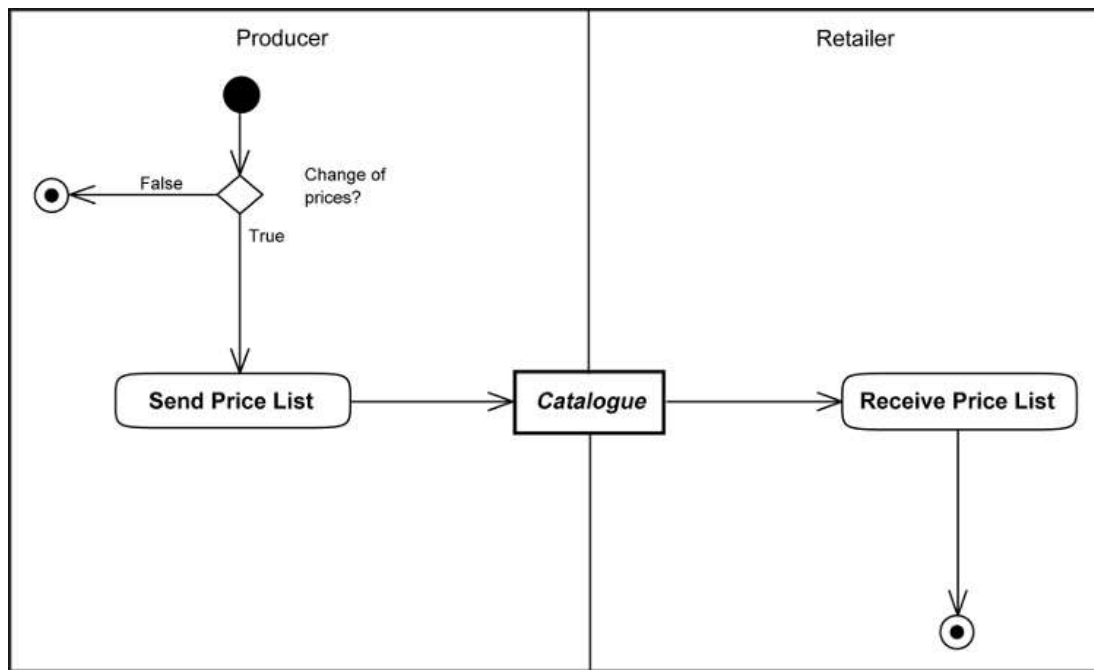 Producer
Retailer
Change of
prices?
False
True
Send Price List
Catalogue
Receive Price List